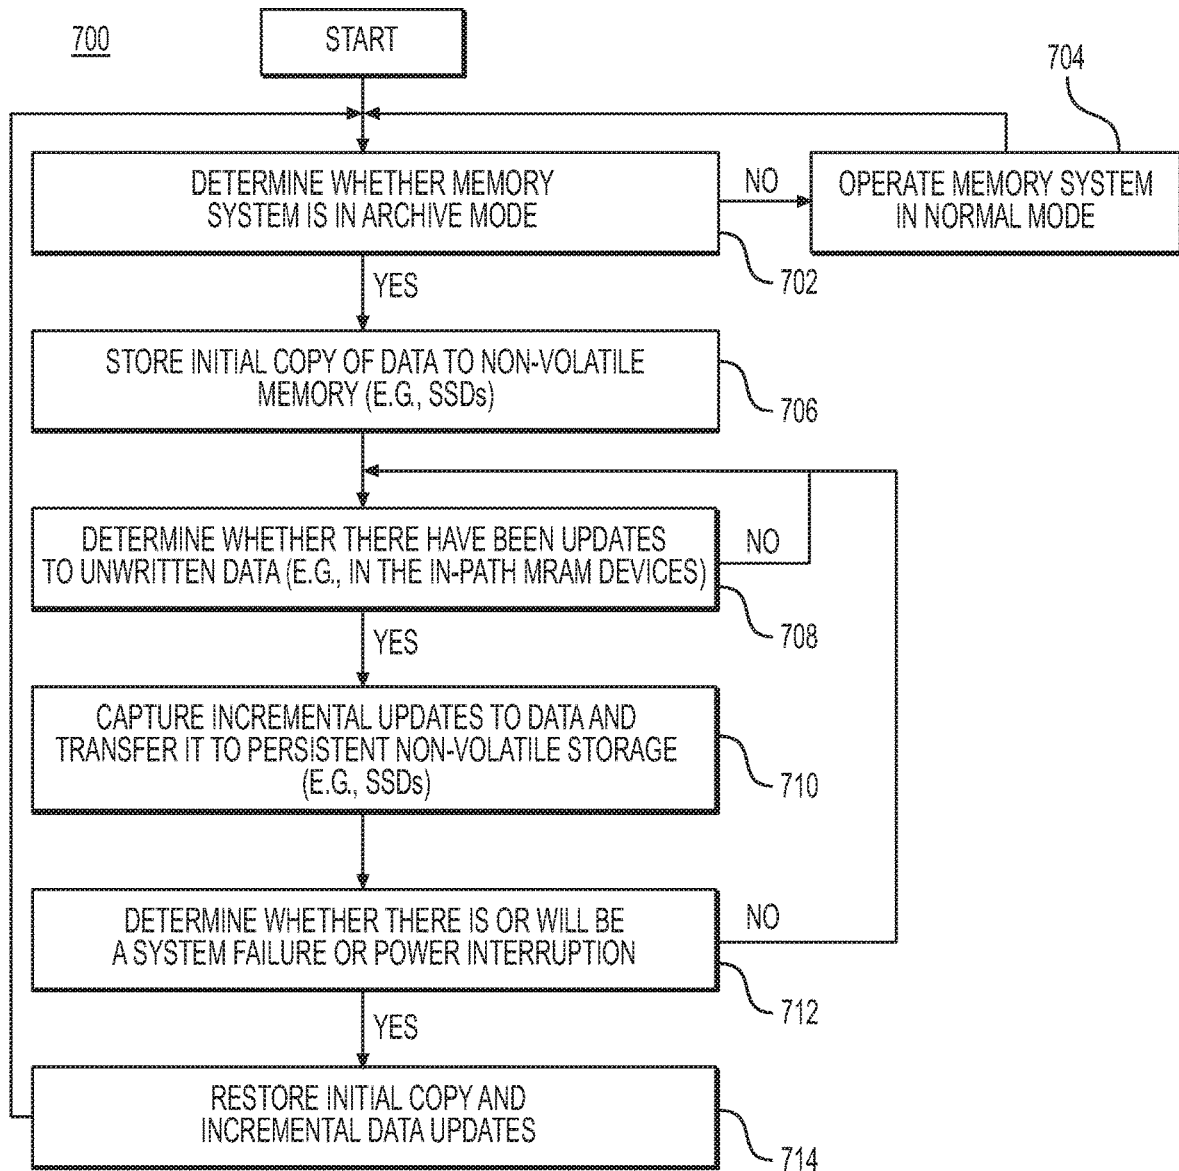 700
START
704
DETERMINE WHETHER MEMORY
SYSTEM IS IN ARCHIVE MODE
NO
OPERATE MEMORY SYSTEM
IN NORMAL MODE
702
YES
STORE INITIAL COPY OF DATA TO NON-VOLATILE
MEMORY (E.G., SSDs)
706
DETERMINE WHETHER THERE HAVE BEEN UPDATES
TO UNWRITTEN DATA (E.G., IN THE IN-PATH MRAM DEVICES)
NO
708
YES
CAPTURE INCREMENTAL UPDATES TO DATA AND
TRANSFER IT TO PERSISTENT NON-VOLATILE STORAGE
(E.G., SSDs)
710
DETERMINE WHETHER THERE IS OR WILL BE
A SYSTEM FAILURE OR POWER INTERRUPTION
NO
712
YES
RESTORE INITIAL COPY AND
INCREMENTAL DATA UPDATES
714